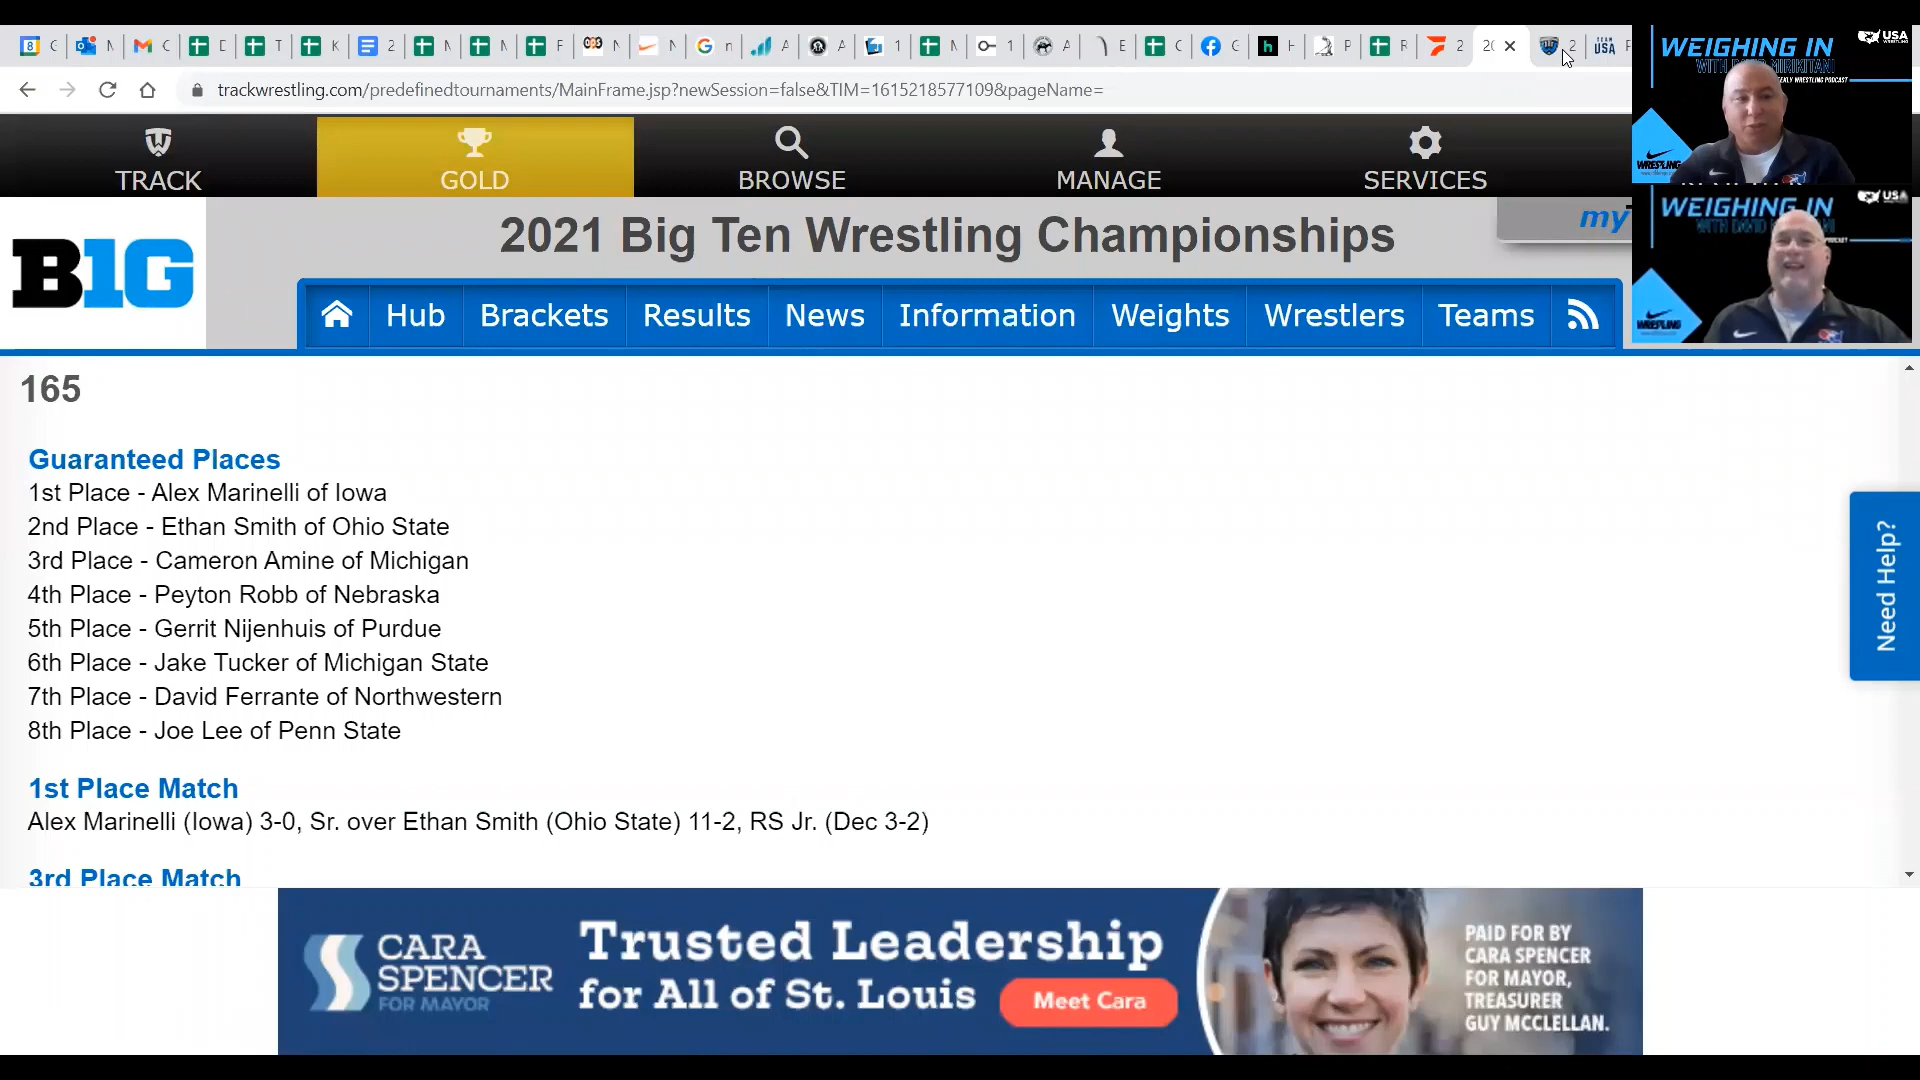 trackwrestling.com/predefinedtournaments/MainFrame.jsp?newSession=false&TIM=1615218577109&pageName=
TRACK
GOLD
BROWSE
MANAGE
SERVICES
B1G
2021 Big Ten Wrestling Championships
my
Hub
Brackets
Results
News
Information
Weights
Wrestlers
Teams
WEIGHING IN
USA
WRESTLING
WEIGHING IN
USA
WRESTLING
165
Guaranteed Places
1st Place - Alex Marinelli of Iowa
2nd Place - Ethan Smith of Ohio State
3rd Place - Cameron Amine of Michigan
4th Place - Peyton Robb of Nebraska
5th Place - Gerrit Nijenhuis of Purdue
6th Place - Jake Tucker of Michigan State
7th Place - David Ferrante of Northwestern
8th Place - Joe Lee of Penn State
1st Place Match
Alex Marinelli (Iowa) 3-0, Sr. over Ethan Smith (Ohio State) 11-2, RS Jr. (Dec 3-2)
3rd Place Match
Need Help?
CARA
SPENCER
FOR MAYOR
Trusted Leadership
for All of St. Louis
Meet Cara
PAID FOR BY
CARA SPENCER
FOR MAYOR,
TREASURER
GUY MCCLELLAN.